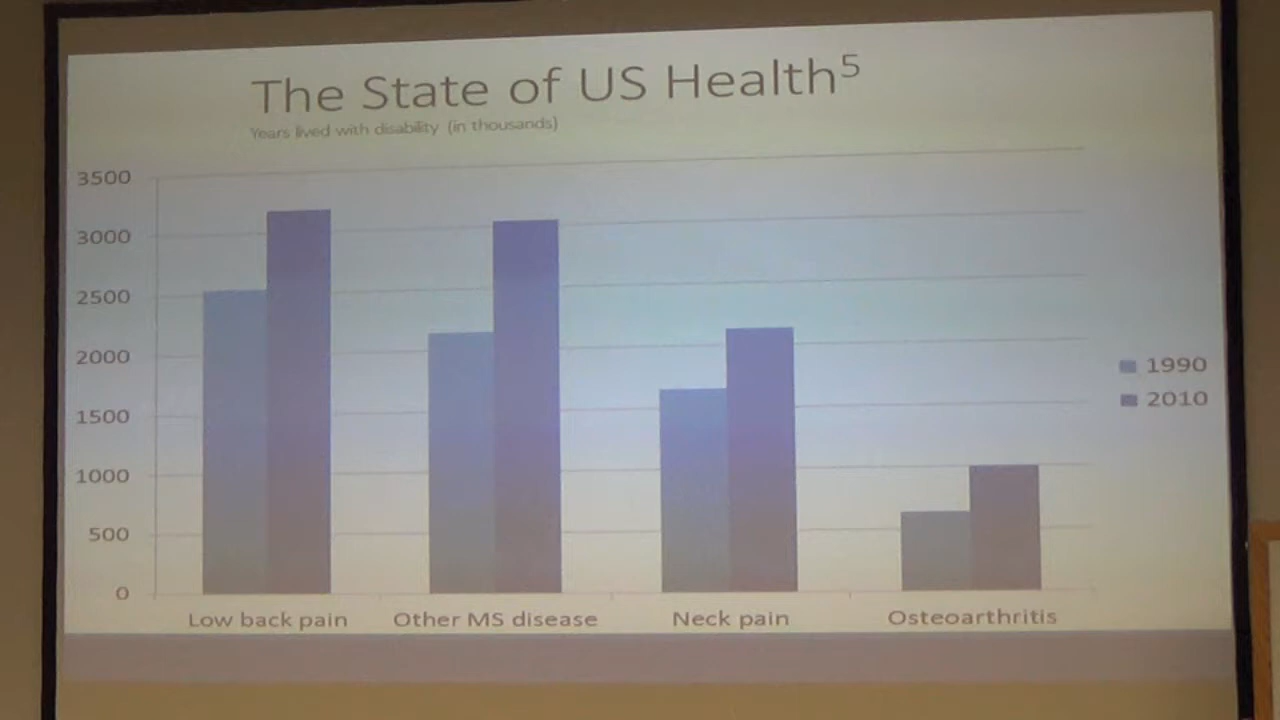 The State of US Health⁵
Years lived with disability (in thousands)
3500
3000
2500
2000
1500
1000
500
0
1990
2010
Low back pain
Other MS disease
Neck pain
Osteoarthritis